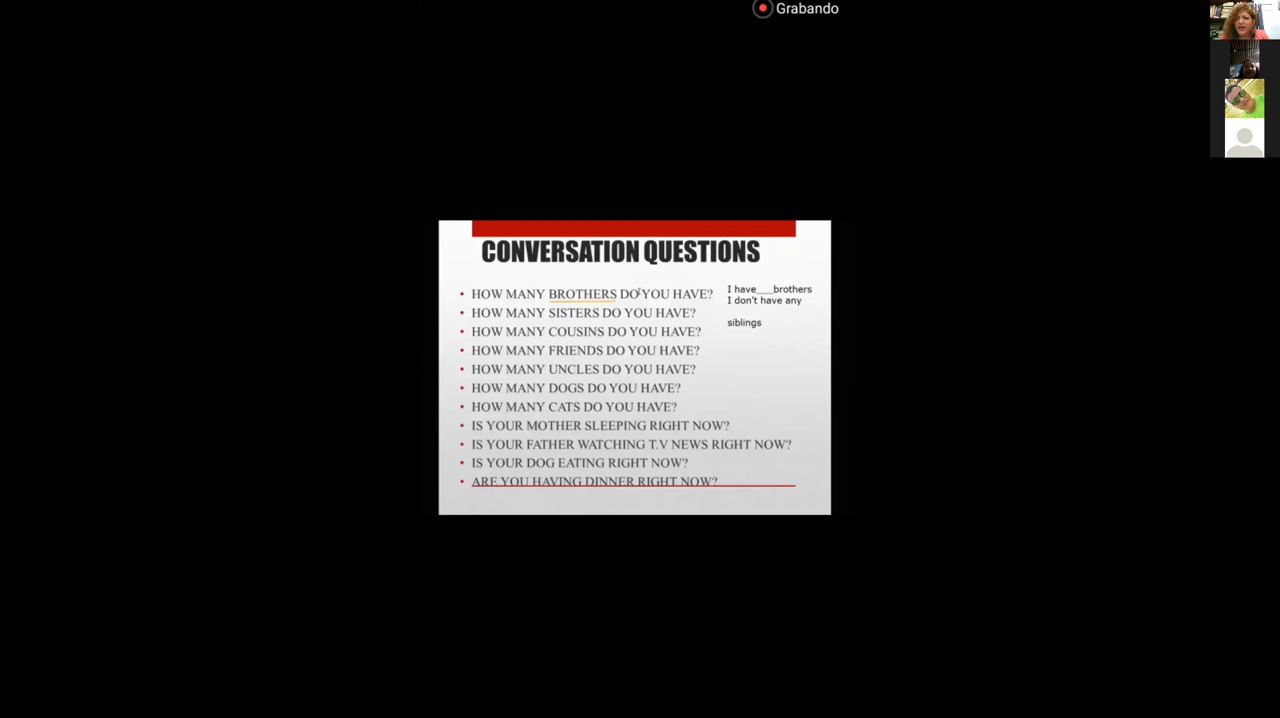 Grabando
CONVERSATION QUESTIONS
• HOW MANY BROTHERS DO YOU HAVE?
• HOW MANY SISTERS DO YOU HAVE?
• HOW MANY COUSINS DO YOU HAVE?
• HOW MANY FRIENDS DO YOU HAVE?
• HOW MANY UNCLES DO YOU HAVE?
• HOW MANY DOGS DO YOU HAVE?
• HOW MANY CATS DO YOU HAVE?
• IS YOUR MOTHER SLEEPING RIGHT NOW?
• IS YOUR FATHER WATCHING T.V NEWS RIGHT NOW?
• IS YOUR DOG EATING RIGHT NOW?
• ARE YOU HAVING DINNER RIGHT NOW?
I have___brothers
I don't have any
siblings